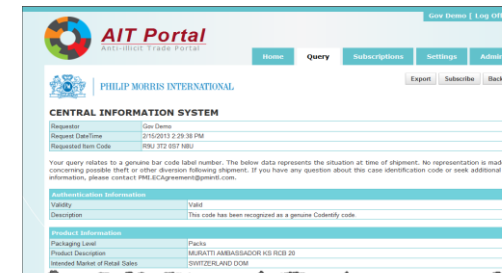 Gov Demo | Log Off
AIT Portal
Anti-Illicit Trade Portal
Home Query Subscriptions Settings Admin
PHILIP MORRIS INTERNATIONAL
Export Subscribe Back
CENTRAL INFORMATION SYSTEM
Requestor Gov Demo
Request DateTime 2/15/2013 2:29:38 PM
Requested Item Code R9U 3T2 0S7 N8U
Your query relates to a genuine bar code label number. The below data represents the situation at time of shipment. No representation is made
concerning possible theft or other diversion following shipment. If you have any question about this case identification code or seek additional
information, please contact PMI.ECAgreement@pmintl.com.
Authentication Information
Validity Valid
Description This code has been recognized as a genuine Codentify code.
Product Information
Packaging Level Packs
Product Description MURATTI AMBASSADOR KS RCB 20
Intended Market of Retail Sales SWITZERLAND DOM